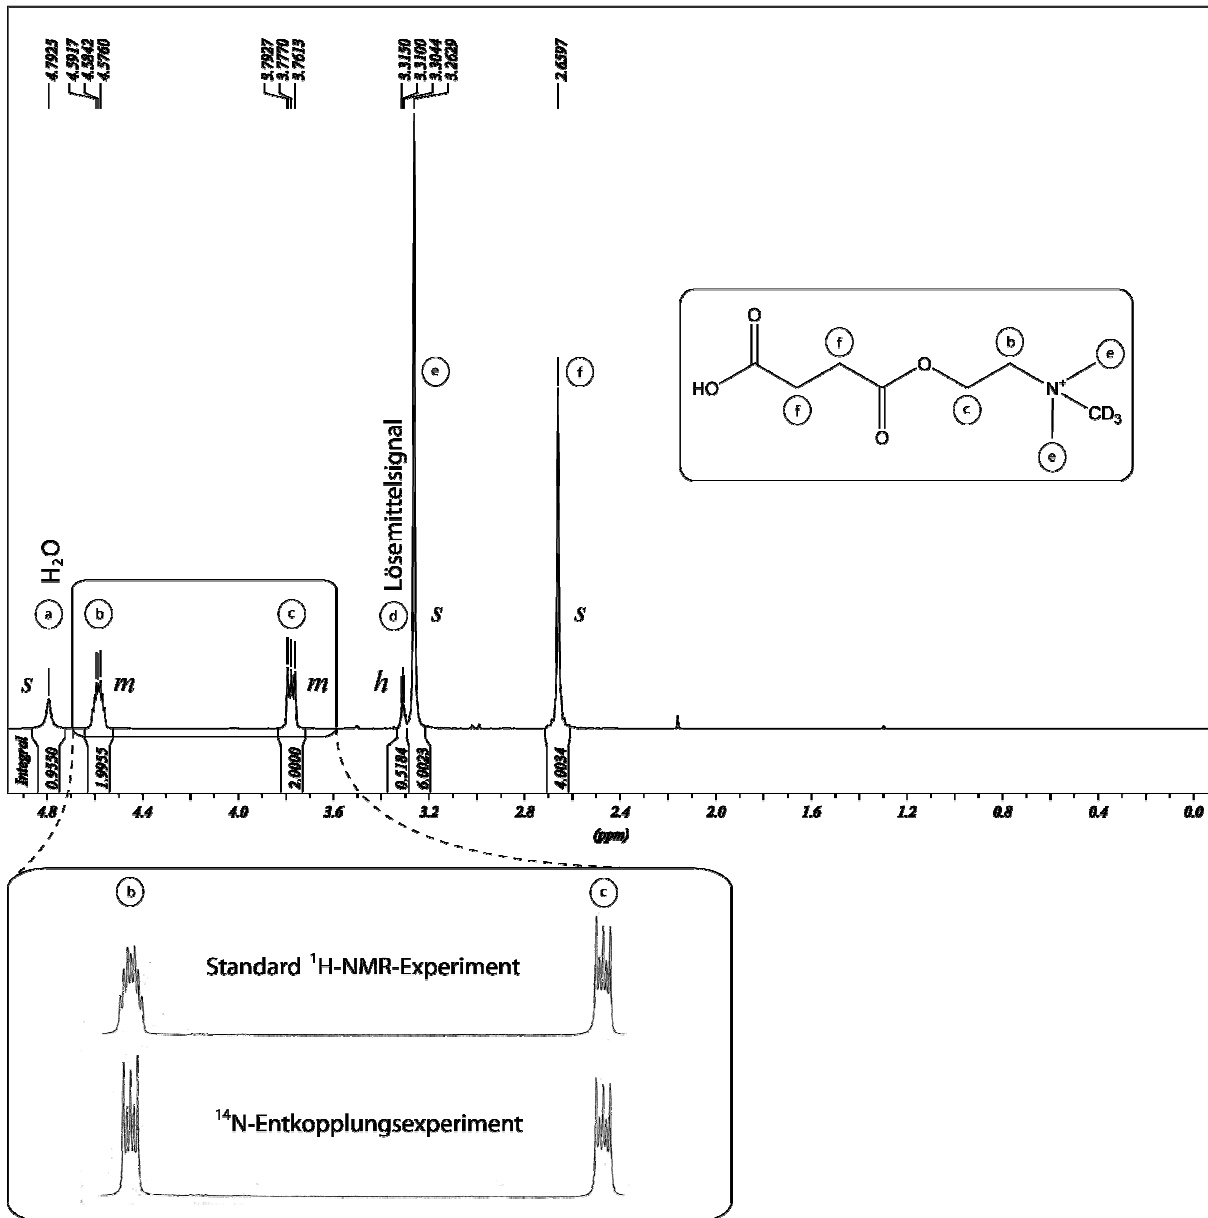 4.7925
4.5917
4.5842
4.5760
3.7927
3.7770
3.7613
3.3150
3.3100
3.3044
3.2629
2.6597
O
f
b
e
e
f
O
N⁺
HO
CD₃
f
c
O
e
H₂O
Lösemittelsignal
a
b
c
d
s
s
s
m
m
h
Integral
0.9550
1.9955
2.0000
0.5184
6.0023
4.0034
4.8
4.4
4.0
3.6
3.2
2.8
2.4
2.0
1.6
1.2
0.8
0.4
0.0
(ppm)
b
c
Standard ¹H-NMR-Experiment
¹⁴N-Entkopplungsexperiment